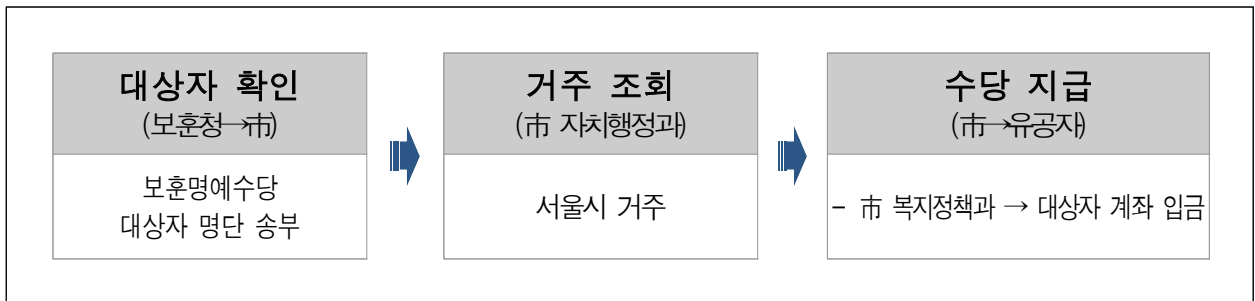 대상자 확인
(보훈청→市)
보훈명예수당
대상자 명단 송부
거주 조회
(市 자치행정과)
서울시 거주
수당 지급
(市→유공자)
- 市 복지정책과 → 대상자 계좌 입금